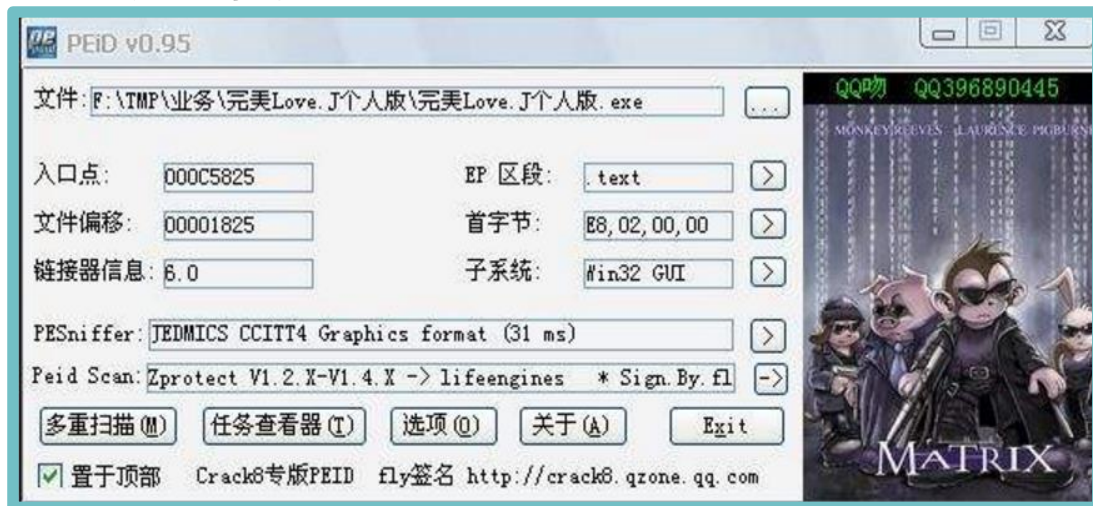 PEiD v0.95
文件: F:\TMP\业务\完美Love.J个人版\完美Love.J个人版.exe ...
入口点: 000C5825 EP 区段: .text >
文件偏移: 00001825 首字节: E8,02,00,00 >
链接器信息: 6.0 子系统: Win32 GUI >
PESniffer: JEDMICS CCITT4 Graphics format (31 ms) >
Peid Scan: Zprotect V1.2.X-V1.4.X -> lifeengines * Sign.By.fl ->
多重扫描(M) 任务查看器(T) 选项(O) 关于(A) Exit
置于顶部 Crack8专版PEID fly签名 http://crack8.qzone.qq.com
QQ吻 QQ396890445
MONKEY REEVES LAURENCE PIGBURNE
MATRIX